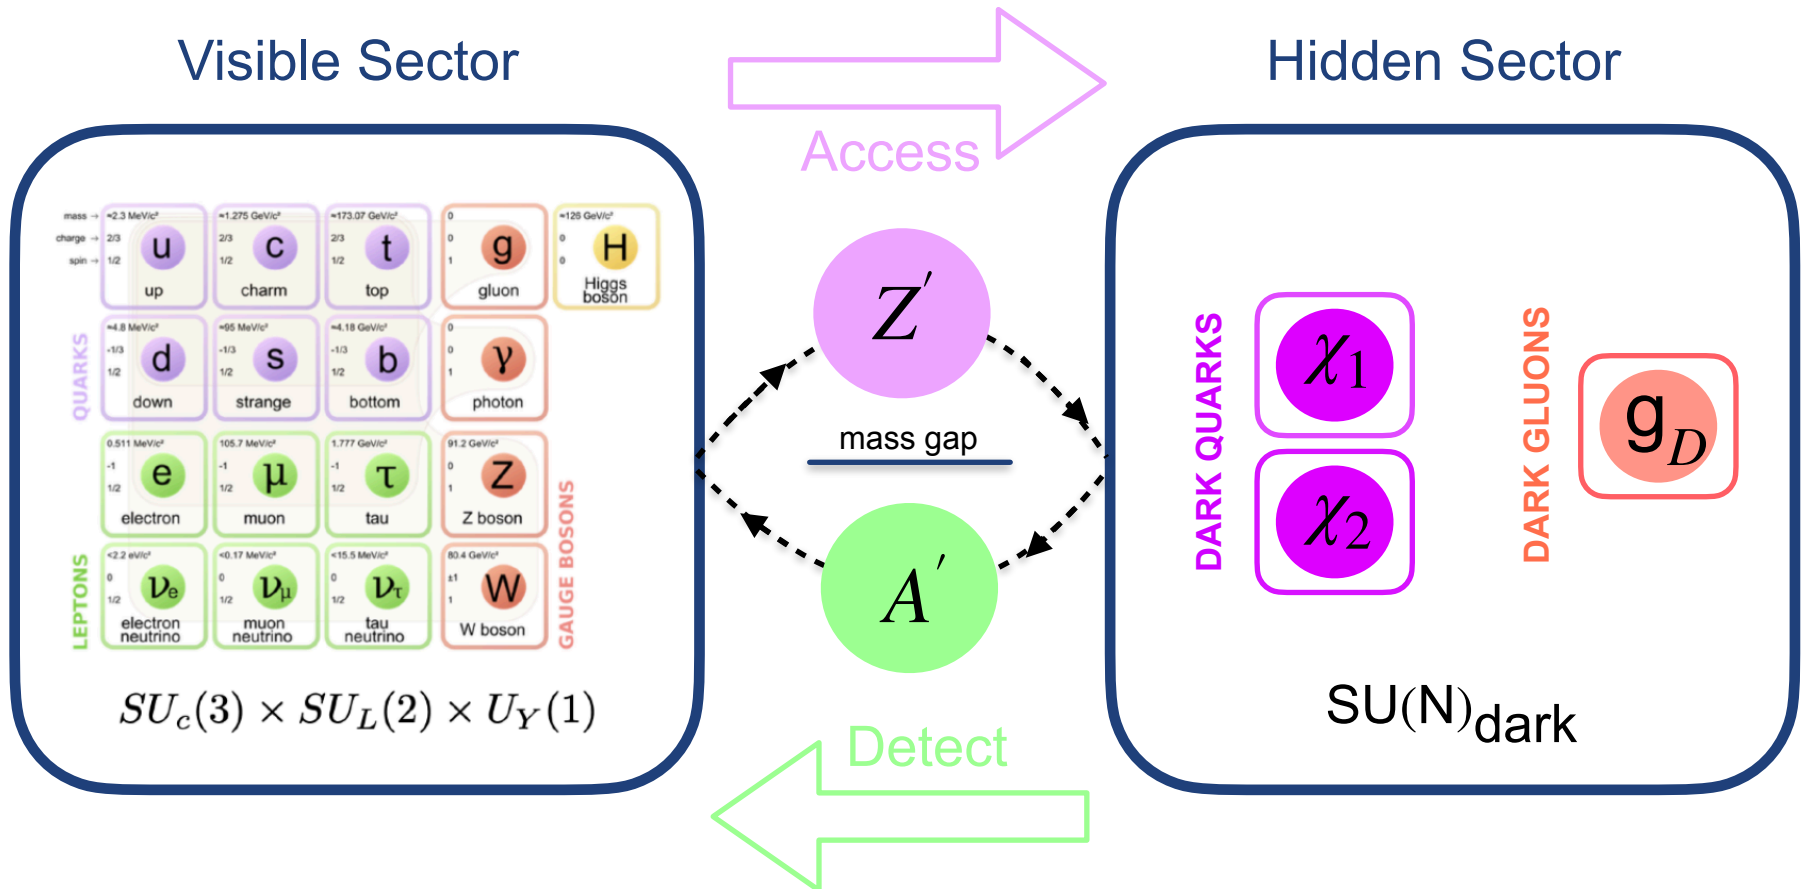 Visible Sector
Access
Hidden Sector
mass → ≈2.3 MeV/c² ≈1.275 GeV/c² ≈173.07 GeV/c² 0 ≈126 GeV/c²
charge → 2/3 2/3 2/3 0 0
spin → 1/2 1/2 1/2 1 0
u c t g H
up charm top gluon Higgs
boson
QUARKS
≈4.8 MeV/c² ≈95 MeV/c² ≈4.18 GeV/c² 0
-1/3 -1/3 -1/3 0
1/2 1/2 1/2 1
d s b γ
down strange bottom photon
0.511 MeV/c² 105.7 MeV/c² 1.777 GeV/c² 91.2 GeV/c²
-1 -1 -1 0
1/2 1/2 1/2 1
e μ τ Z
electron muon tau Z boson
LEPTONS
<2.2 eV/c² <0.17 MeV/c² <15.5 MeV/c² 80.4 GeV/c²
0 0 0 ±1
1/2 1/2 1/2 1
νe νμ ντ W
electron muon tau W boson
neutrino neutrino neutrino
GAUGE BOSONS
SUc(3) × SUL(2) × UY(1)
Z′
mass gap
A′
Detect
DARK QUARKS
χ1
χ2
DARK GLUONS
gD
SU(N)dark